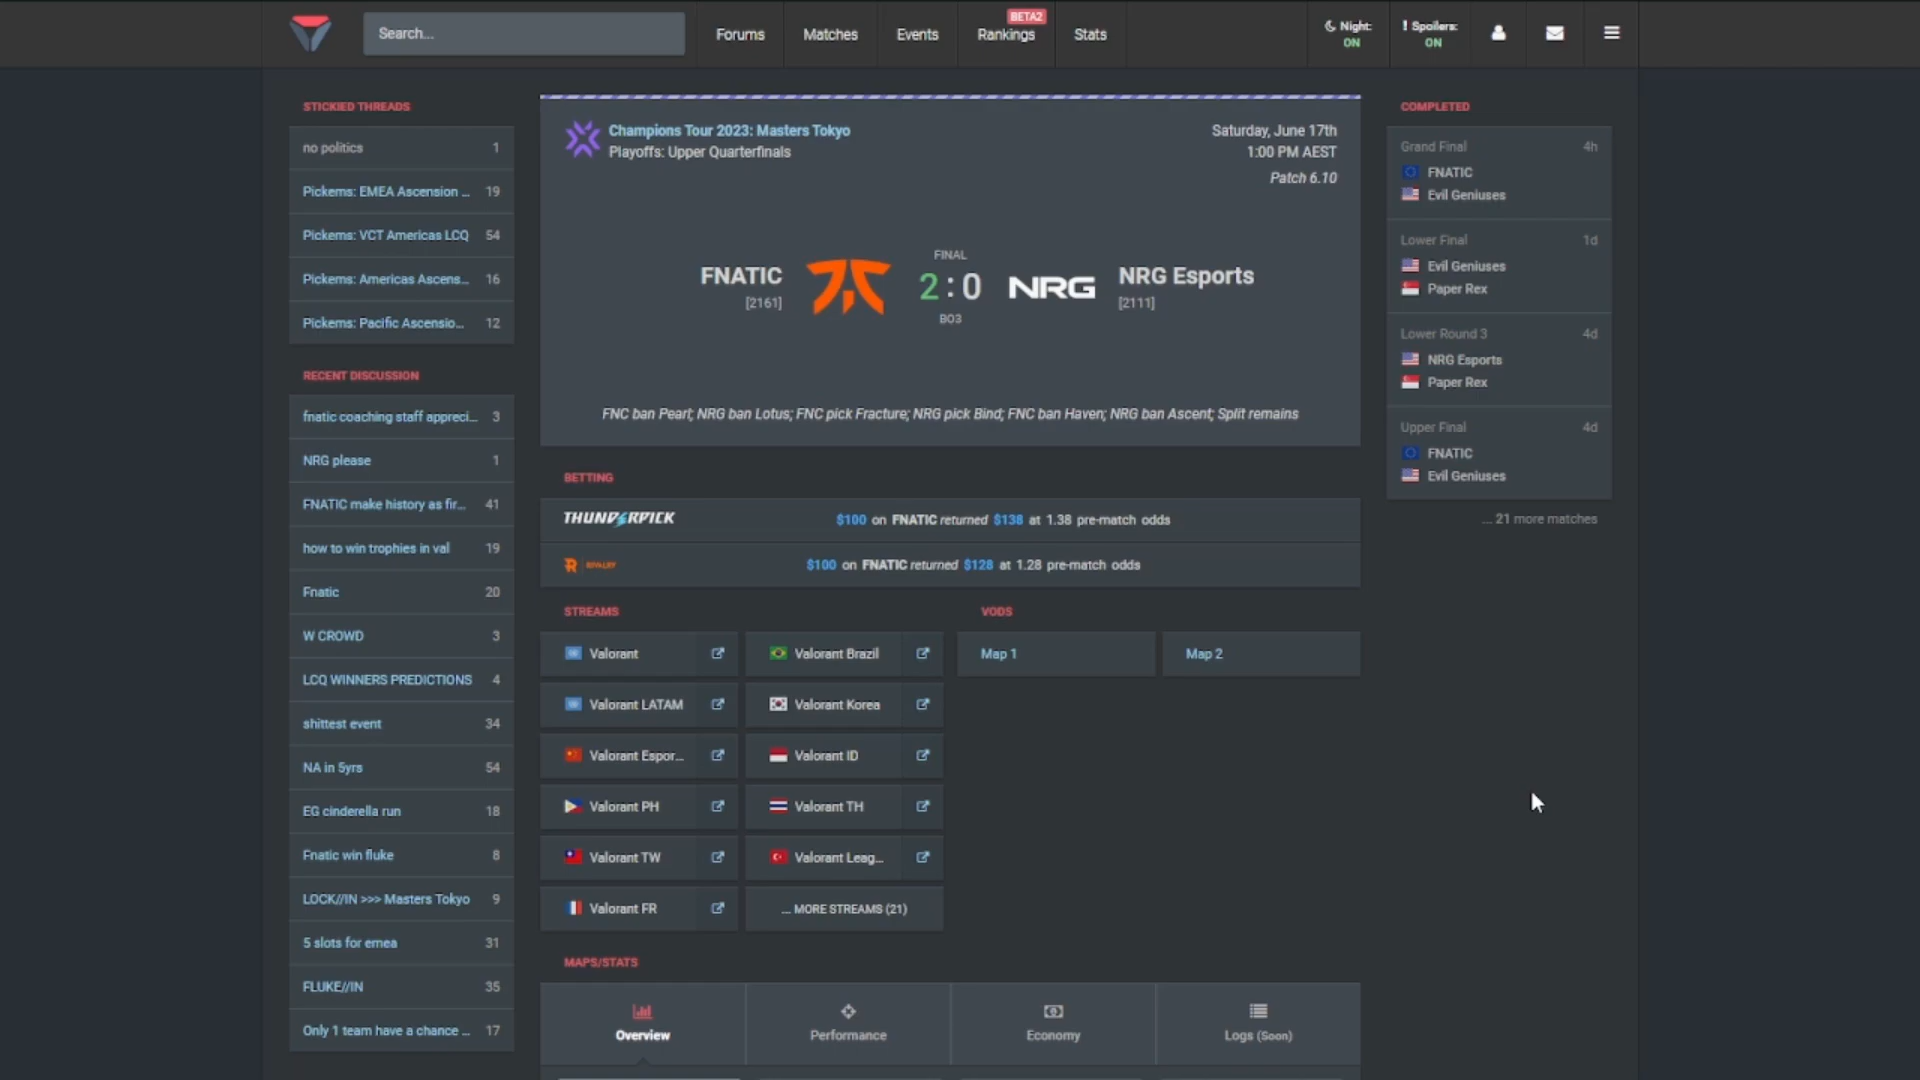 Search...
Forums
Matches
Events
BETA2
Rankings
Stats
Night:
ON
! Spoilers:
ON
STICKIED THREADS
no politics 1
Pickems: EMEA Ascension ... 19
Pickems: VCT Americas LCQ 54
Pickems: Americas Ascens... 16
Pickems: Pacific Ascensio... 12
RECENT DISCUSSION
fnatic coaching staff appreci... 3
NRG please 1
FNATIC make history as fir... 41
how to win trophies in val 19
Fnatic 20
W CROWD 3
LCQ WINNERS PREDICTIONS 4
shittest event 34
NA in 5yrs 54
EG cinderella run 18
Fnatic win fluke 8
LOCK//IN >>> Masters Tokyo 9
5 slots for emea 31
FLUKE//IN 35
Only 1 team have a chance ... 17
Champions Tour 2023: Masters Tokyo
Playoffs: Upper Quarterfinals
Saturday, June 17th
1:00 PM AEST
Patch 6.10
FNATIC
[2161]
FINAL
2 : 0
BO3
NRG
NRG Esports
[2111]
FNC ban Pearl; NRG ban Lotus; FNC pick Fracture; NRG pick Bind; FNC ban Haven; NRG ban Ascent; Split remains
BETTING
THUNDERPICK
$100 on FNATIC returned $138 at 1.38 pre-match odds
RIVALRY
$100 on FNATIC returned $128 at 1.28 pre-match odds
STREAMS
Valorant
Valorant Brazil
Valorant LATAM
Valorant Korea
Valorant Espor...
Valorant ID
Valorant PH
Valorant TH
Valorant TW
Valorant Leag...
Valorant FR
... MORE STREAMS (21)
VODS
Map 1
Map 2
MAPS/STATS
Overview
Performance
Economy
Logs (Soon)
COMPLETED
Grand Final 4h
FNATIC
Evil Geniuses
Lower Final 1d
Evil Geniuses
Paper Rex
Lower Round 3 4d
NRG Esports
Paper Rex
Upper Final 4d
FNATIC
Evil Geniuses
... 21 more matches